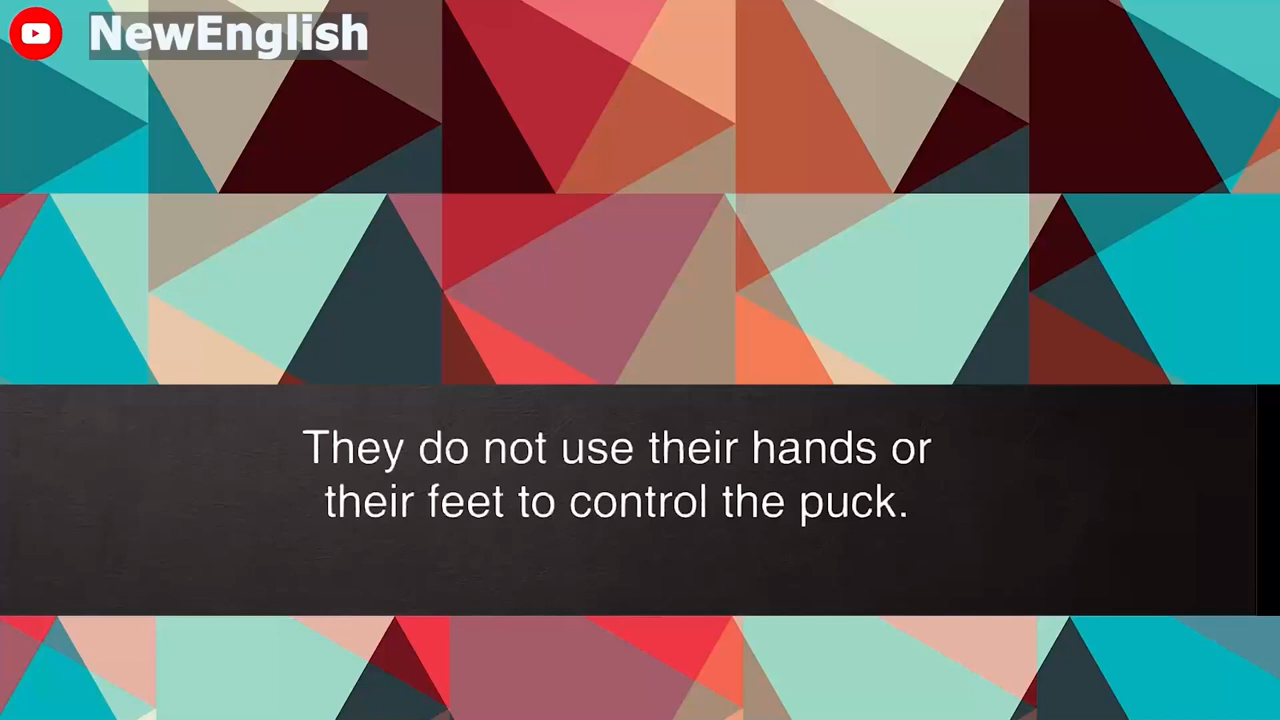 NewEnglish
They do not use their hands or
their feet to control the puck.